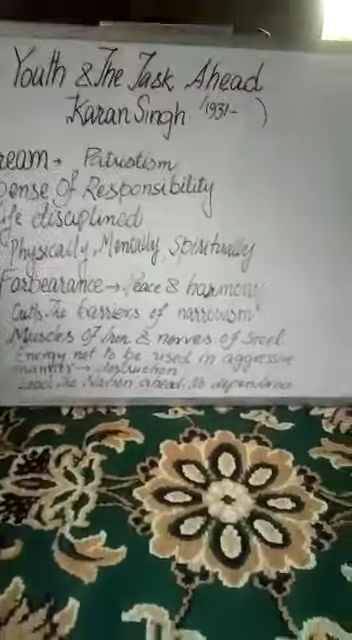 Youth & The Task Ahead
Karan Singh (1931- )
ream → Patriotism
ense Of Responsibility
ife disciplined
Physically, Mentally, Spiritually
Forbearance → Peace & harmony
Cuts The barriers of narrowism
Muscles of Iron & nerves of Steel
Energy not to be used in aggressive
manner → destruction
Lead The Nation ahead,